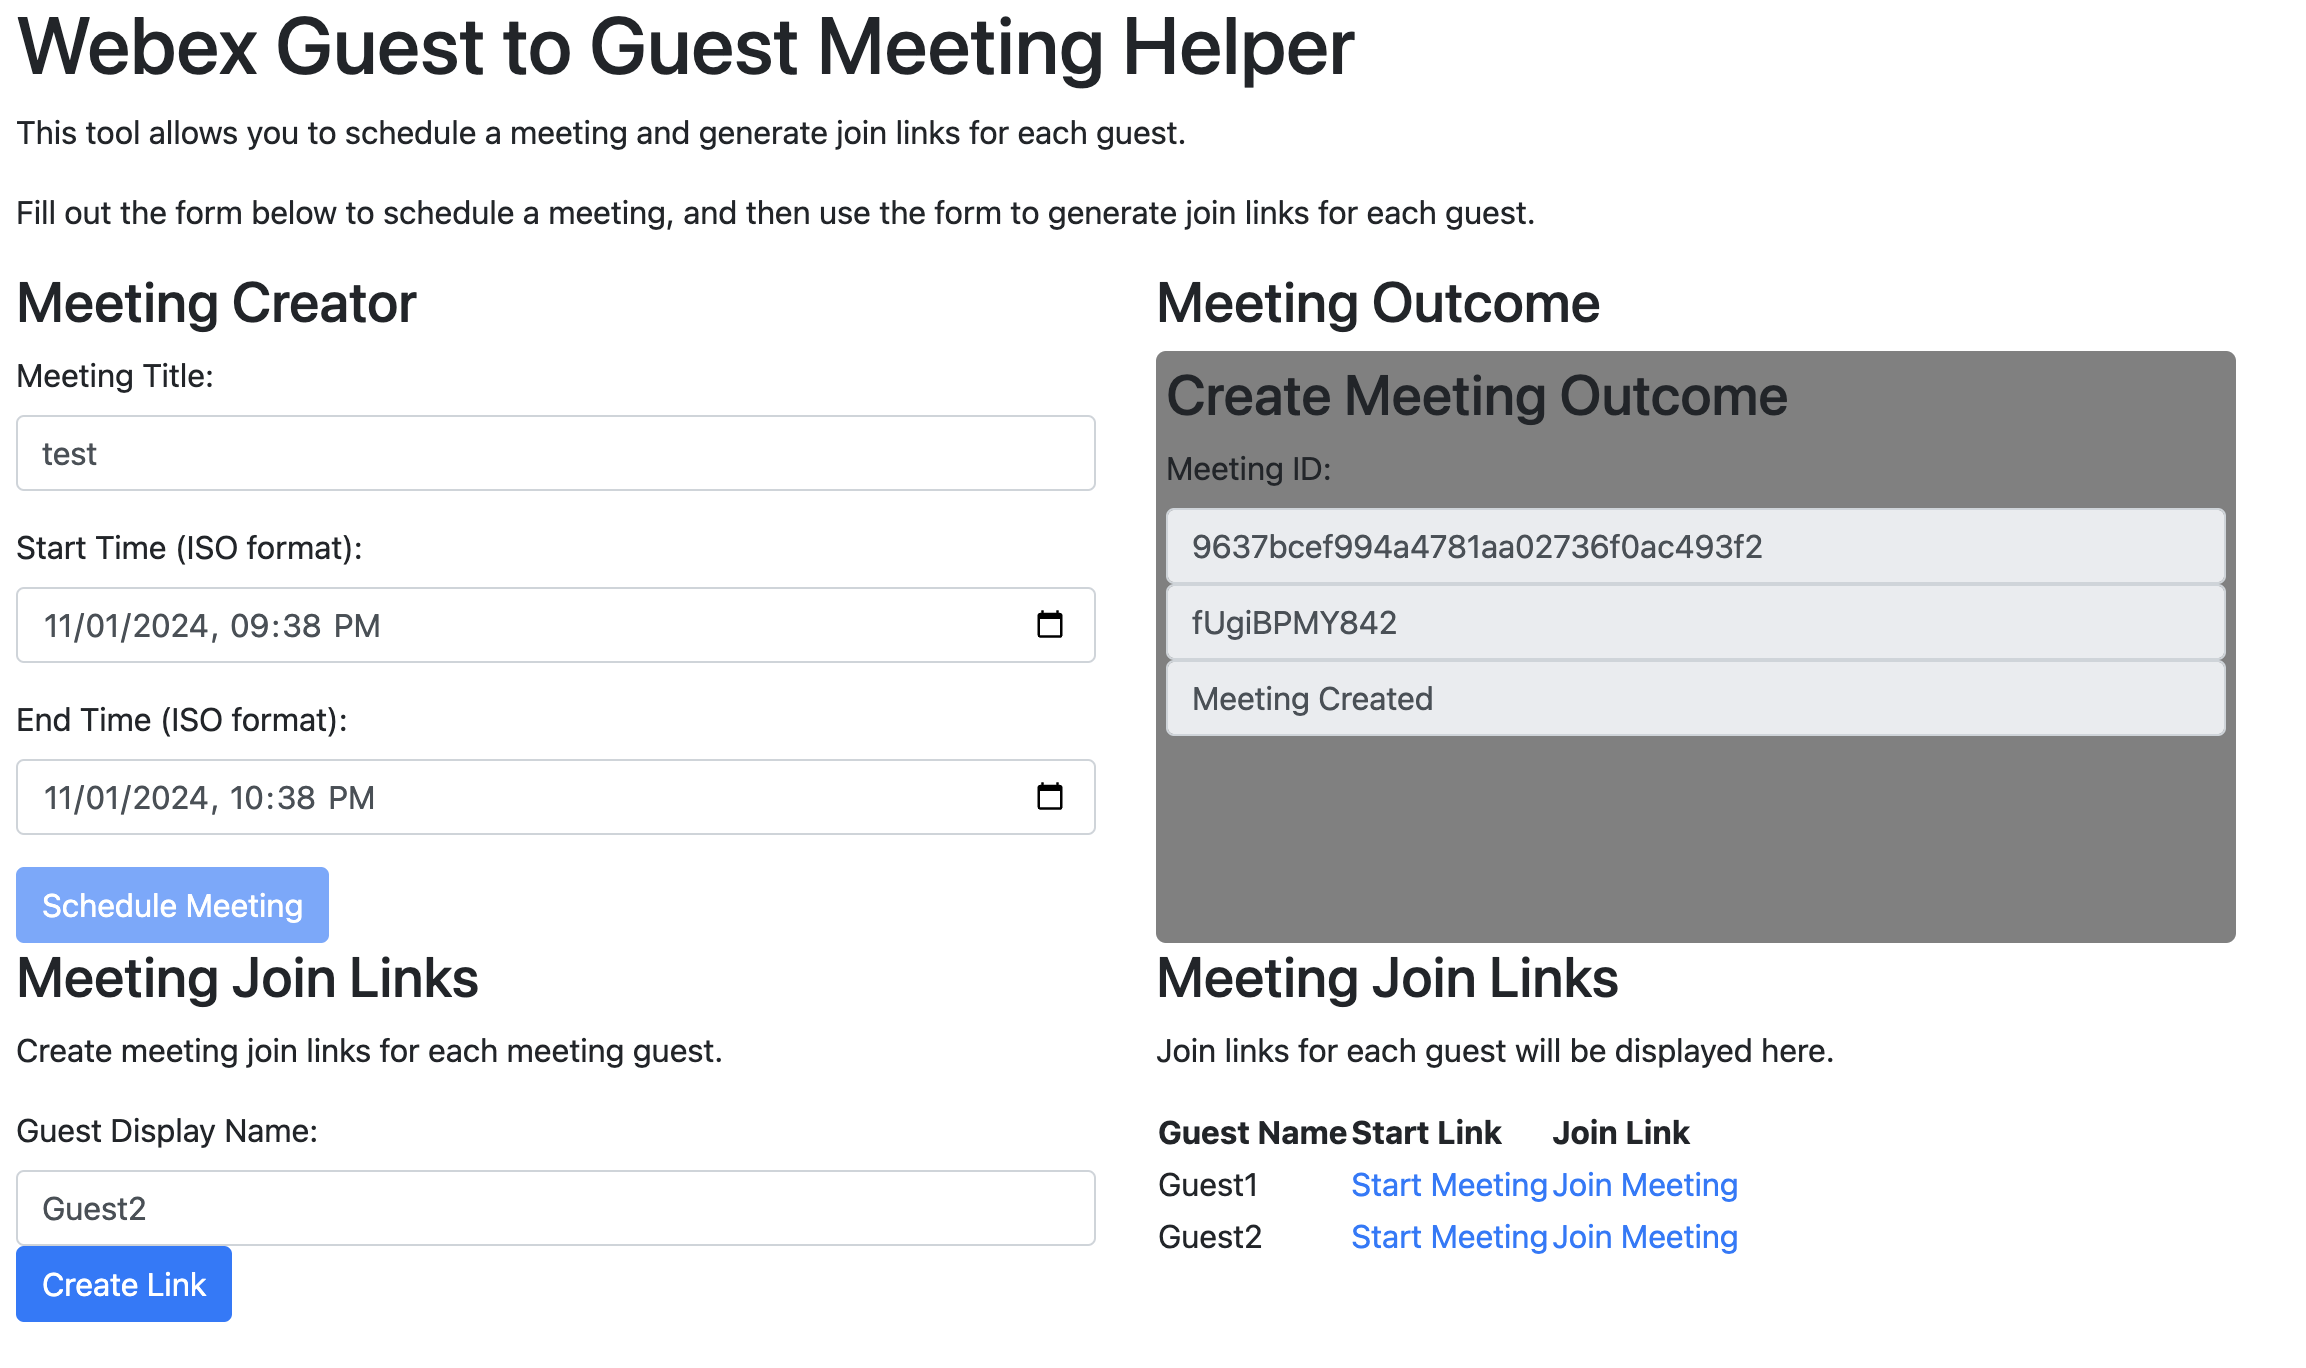 Webex Guest to Guest Meeting Helper
This tool allows you to schedule a meeting and generate join links for each guest.
Fill out the form below to schedule a meeting, and then use the form to generate join links for each guest.
Meeting Creator
Meeting Title:
test
Start Time (ISO format):
11/01/2024, 09:38 PM
End Time (ISO format):
11/01/2024, 10:38 PM
Schedule Meeting
Meeting Outcome
Create Meeting Outcome
Meeting ID:
9637bcef994a4781aa02736f0ac493f2
fUgiBPMY842
Meeting Created
Meeting Join Links
Create meeting join links for each meeting guest.
Guest Display Name:
Guest2
Create Link
Meeting Join Links
Join links for each guest will be displayed here.
Guest Name Start Link Join Link
Guest1 Start Meeting Join Meeting
Guest2 Start Meeting Join Meeting